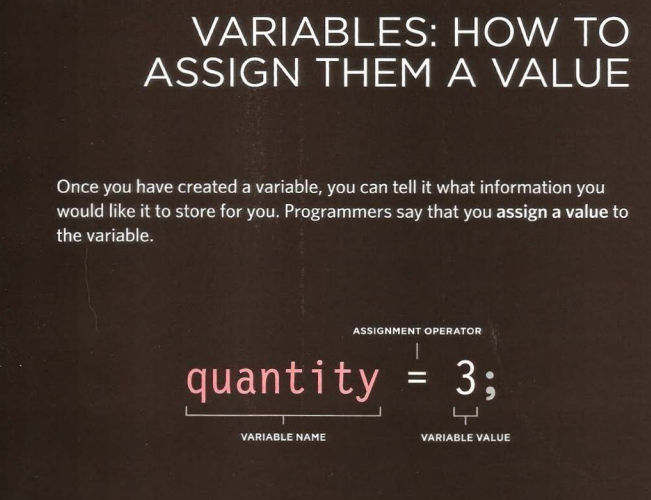 VARIABLES: HOW TO
ASSIGN THEM A VALUE
Once you have created a variable, you can tell it what information you
would like it to store for you. Programmers say that you assign a value to
the variable.
ASSIGNMENT OPERATOR
quantity = 3;
VARIABLE NAME
VARIABLE VALUE